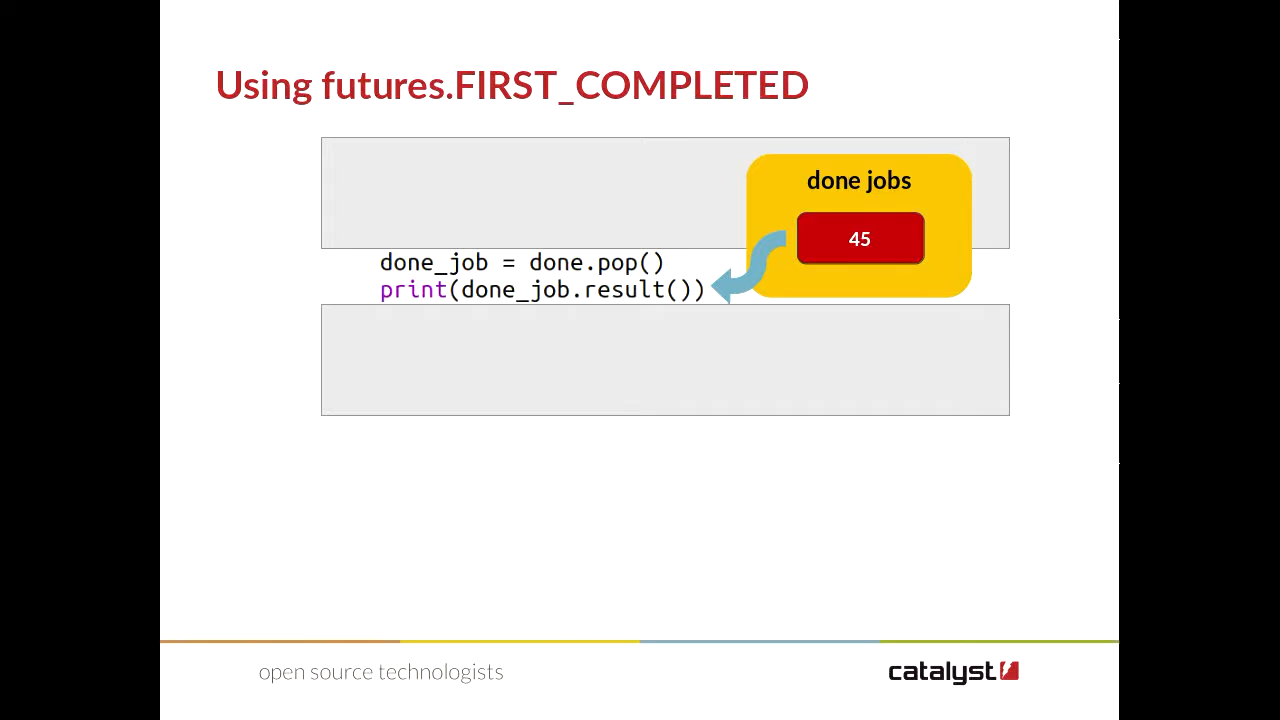 Using futures.FIRST_COMPLETED
done jobs
45
done_job = done.pop()
print(done_job.result())
open source technologists
catalyst